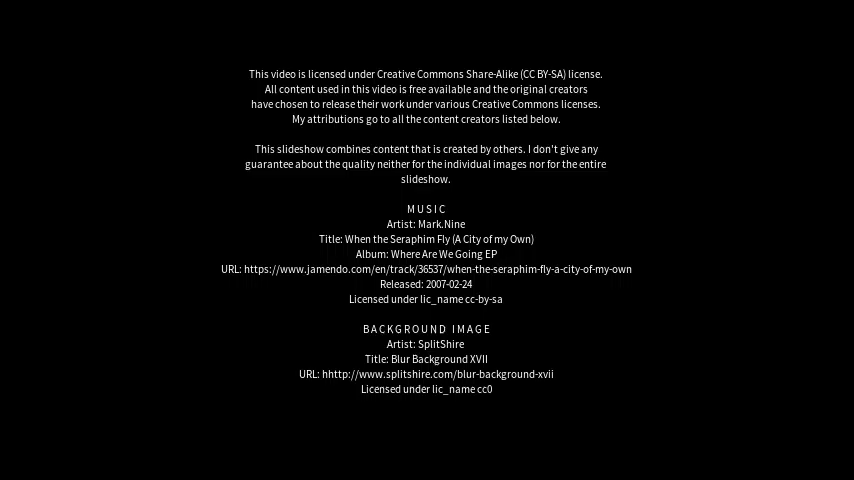 This video is licensed under Creative Commons Share-Alike (CC BY-SA) license.
All content used in this video is free available and the original creators
have chosen to release their work under various Creative Commons licenses.
My attributions go to all the content creators listed below.
This slideshow combines content that is created by others. I don't give any
guarantee about the quality neither for the individual images nor for the entire
slideshow.
MUSIC
Artist: Mark.Nine
Title: When the Seraphim Fly (A City of my Own)
Album: Where Are We Going EP
URL: https://www.jamendo.com/en/track/36537/when-the-seraphim-fly-a-city-of-my-own
Released: 2007-02-24
Licensed under lic_name cc-by-sa
BACKGROUND IMAGE
Artist: SplitShire
Title: Blur Background XVII
URL: hhttp://www.splitshire.com/blur-background-xvii
Licensed under lic_name cc0